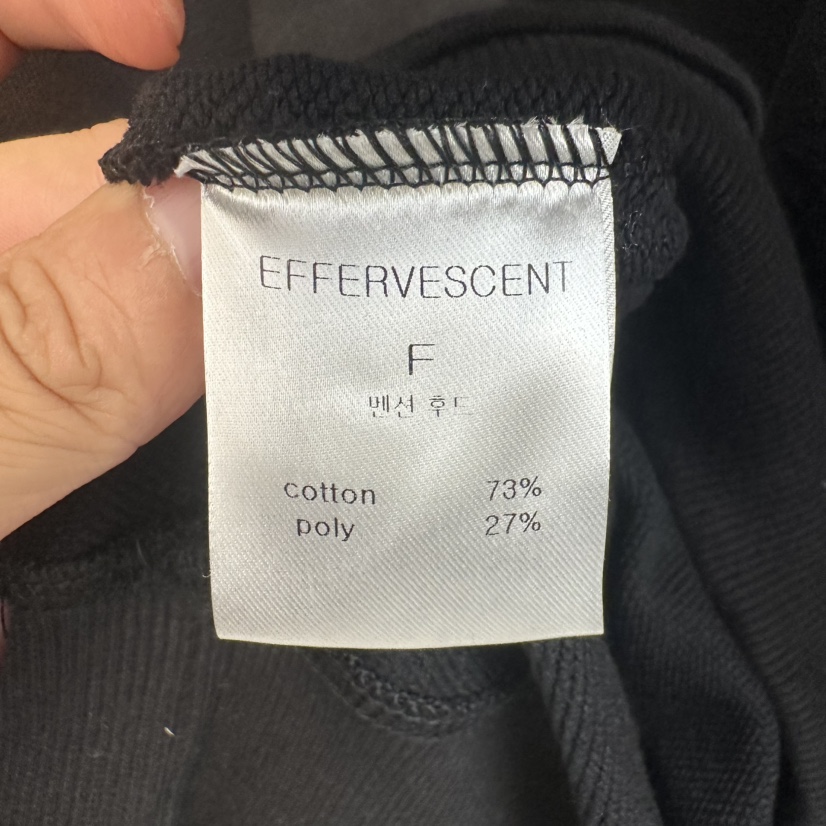 EFFERVESCENT
F
벤션 후드
cotton 73%
poly 27%